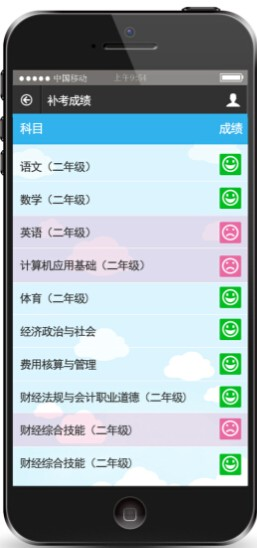 中国移动 上午9:54
补考成绩
科目 成绩
语文（二年级）
数学（二年级）
英语（二年级）
计算机应用基础（二年级）
体育（二年级）
经济政治与社会
费用核算与管理
财经法规与会计职业道德（二年级）
财经综合技能（二年级）
财经综合技能（二年级）